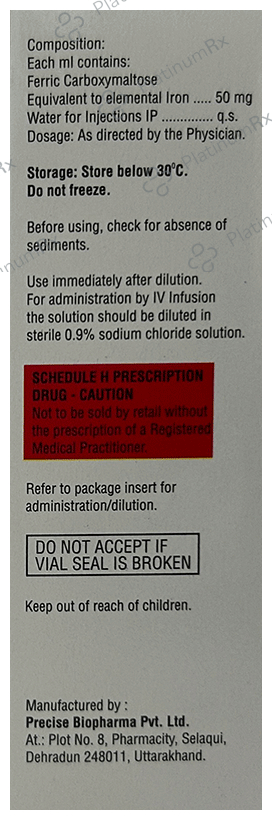 Composition:
Each ml contains:
Ferric Carboxymaltose
Equivalent to elemental Iron ..... 50 mg
Water for Injections IP .............. q.s.
Dosage: As directed by the Physician.
Storage: Store below 30°C.
Do not freeze.
Before using, check for absence of
sediments.
Use immediately after dilution.
For administration by IV Infusion
the solution should be diluted in
sterile 0.9% sodium chloride solution.
SCHEDULE H PRESCRIPTION
DRUG - CAUTION
Not to be sold by retail without
the prescription of a Registered
Medical Practitioner
Refer to package insert for
administration/dilution.
DO NOT ACCEPT IF
VIAL SEAL IS BROKEN
Keep out of reach of children.
Manufactured by :
Precise Biopharma Pvt. Ltd.
At.: Plot No. 8, Pharmacity, Selaqui,
Dehradun 248011, Uttarakhand.
PlatinumRx